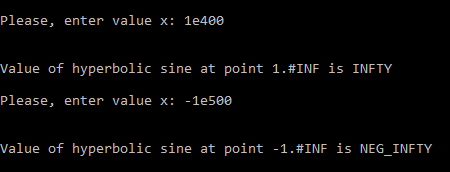 Please, enter value x: 1e400
Value of hyperbolic sine at point 1.#INF is INFTY
Please, enter value x: -1e500
Value of hyperbolic sine at point -1.#INF is NEG_INFTY